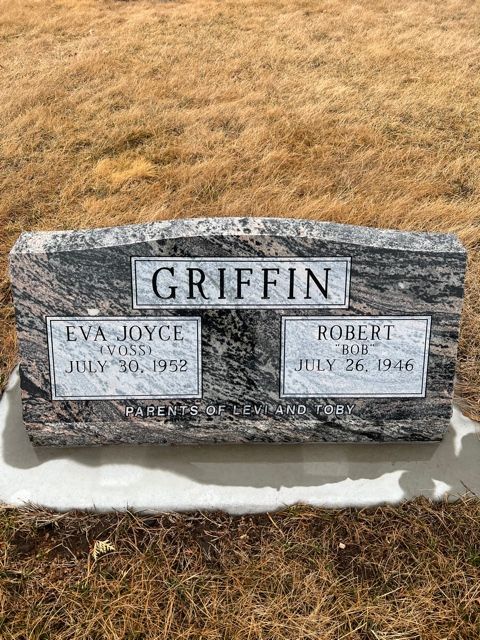 GRIFFIN
EVA JOYCE
(VOSS)
JULY 30, 1952
ROBERT
"BOB"
JULY 26, 1946
PARENTS OF LEVI AND TOBY